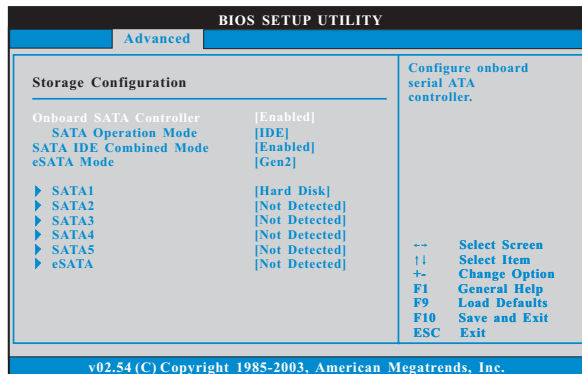 BIOS SETUP UTILITY
Advanced
Storage Configuration
Onboard SATA Controller [Enabled]
SATA Operation Mode [IDE]
SATA IDE Combined Mode [Enabled]
eSATA Mode [Gen2]
SATA1 [Hard Disk]
SATA2 [Not Detected]
SATA3 [Not Detected]
SATA4 [Not Detected]
SATA5 [Not Detected]
eSATA [Not Detected]
Configure onboard
serial ATA
controller.
←→ Select Screen
↑↓ Select Item
+- Change Option
F1 General Help
F9 Load Defaults
F10 Save and Exit
ESC Exit
v02.54 (C) Copyright 1985-2003, American Megatrends, Inc.